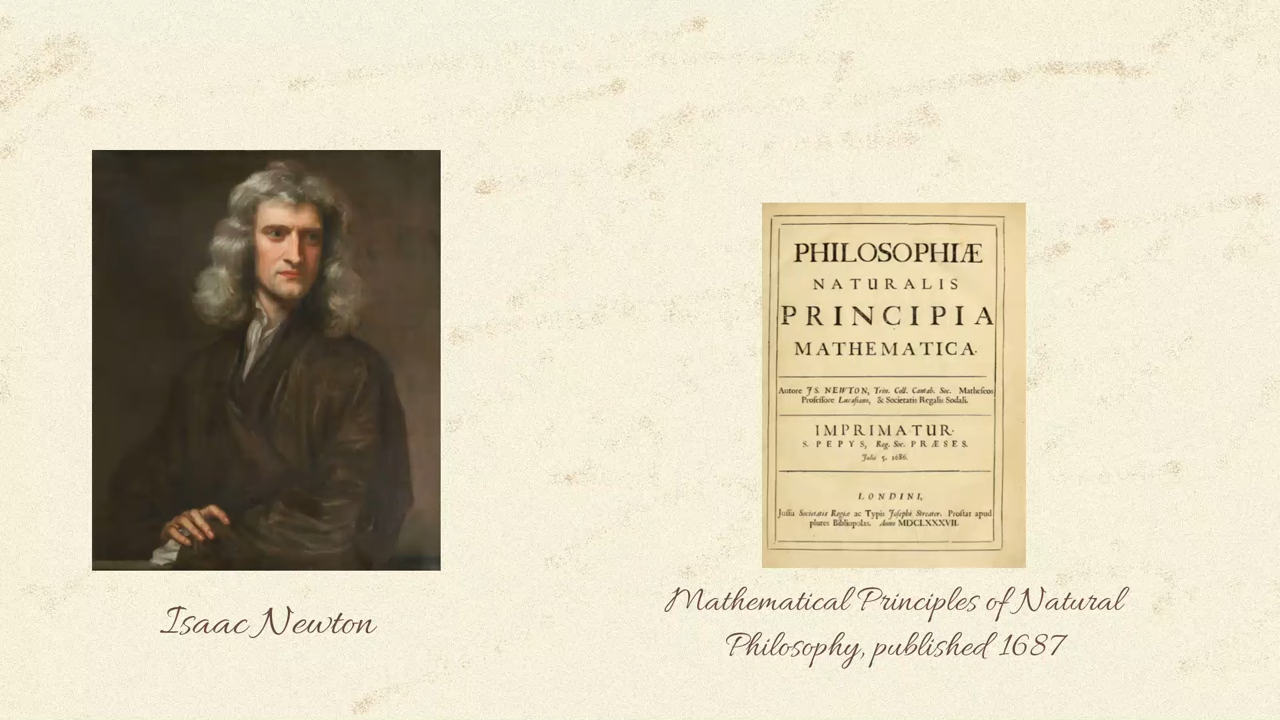 Isaac Newton
PHILOSOPHIÆ
NATURALIS
PRINCIPIA
MATHEMATICA.
Autore JS. NEWTON, Trin. Coll. Cantab. Soc. Matheseos
Professore Lucasiano, & Societatis Regalis Sodali.
IMPRIMATUR·
S. PEPYS, Reg. Soc. PRÆSES.
Julii 5. 1686.
LONDINI,
Jussu Societatis Regiæ ac Typis Josephi Streater. Prostat apud
plures Bibliopolas. Anno MDCLXXXVII.
Mathematical Principles of Natural
Philosophy, published 1687